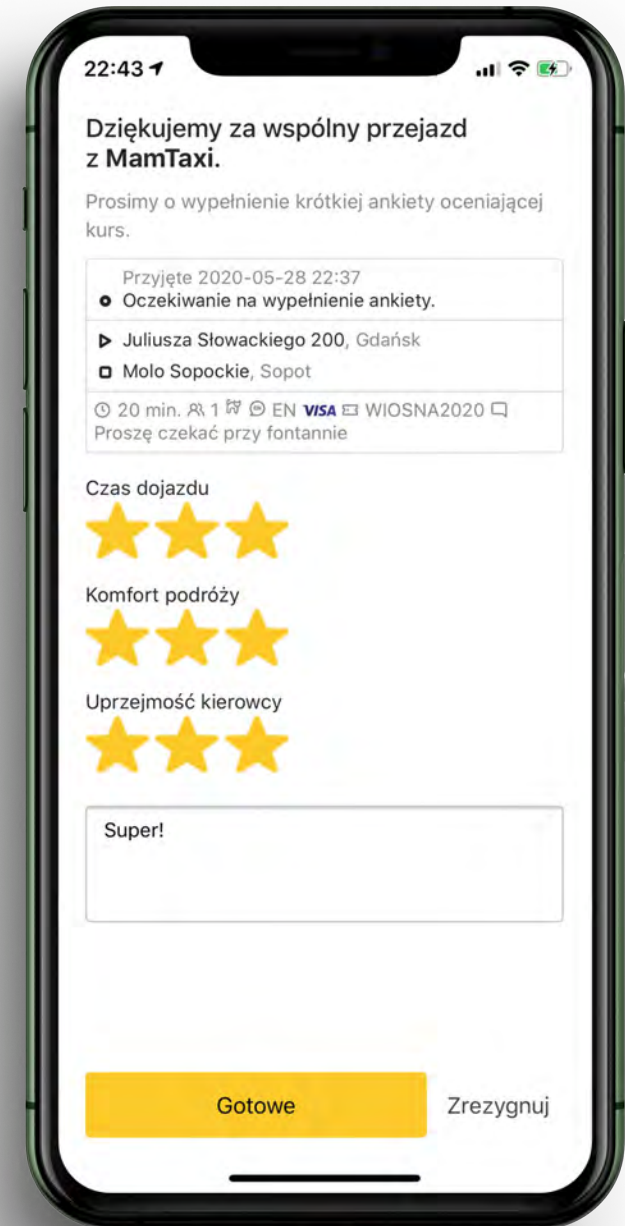 22:43
Dziękujemy za wspólny przejazd
z MamTaxi.
Prosimy o wypełnienie krótkiej ankiety oceniającej
kurs.
Przyjęte 2020-05-28 22:37
Oczekiwanie na wypełnienie ankiety.
Juliusza Słowackiego 200, Gdańsk
Molo Sopockie, Sopot
20 min. 1 EN VISA WIOSNA2020
Proszę czekać przy fontannie
Czas dojazdu
Komfort podróży
Uprzejmość kierowcy
Super!
Gotowe Zrezygnuj